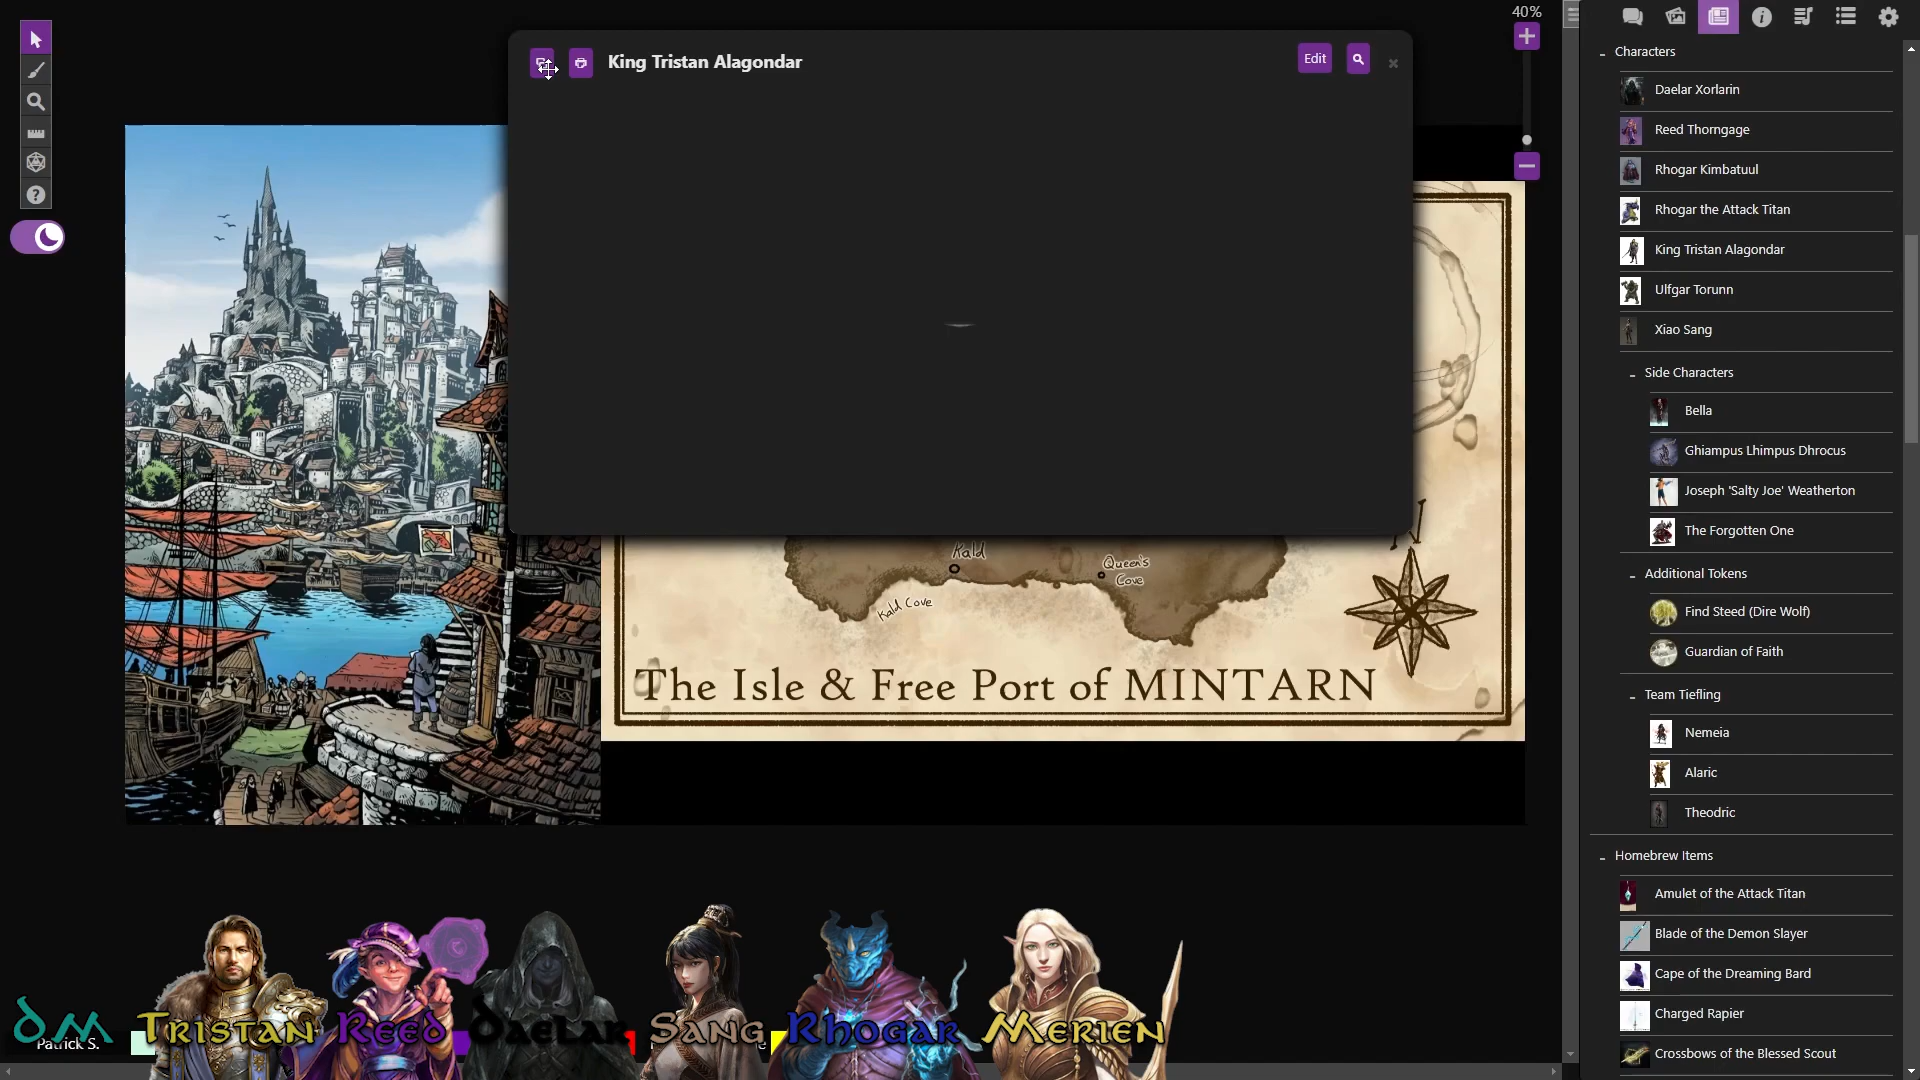 40%
King Tristan Alagondar
Edit
Kald
Queen's
Cove
Kald Cove
N
The Isle & Free Port of MINTARN
DM
Tristan
Reed
Daelar
Sang
Rhogar
Merien
Patrick S.
Characters
Daelar Xorlarin
Reed Thorngage
Rhogar Kimbatuul
Rhogar the Attack Titan
King Tristan Alagondar
Ulfgar Torunn
Xiao Sang
Side Characters
Bella
Ghiampus Lhimpus Dhrocus
Joseph 'Salty Joe' Weatherton
The Forgotten One
Additional Tokens
Find Steed (Dire Wolf)
Guardian of Faith
Team Tiefling
Nemeia
Alaric
Theodric
Homebrew Items
Amulet of the Attack Titan
Blade of the Demon Slayer
Cape of the Dreaming Bard
Charged Rapier
Crossbows of the Blessed Scout